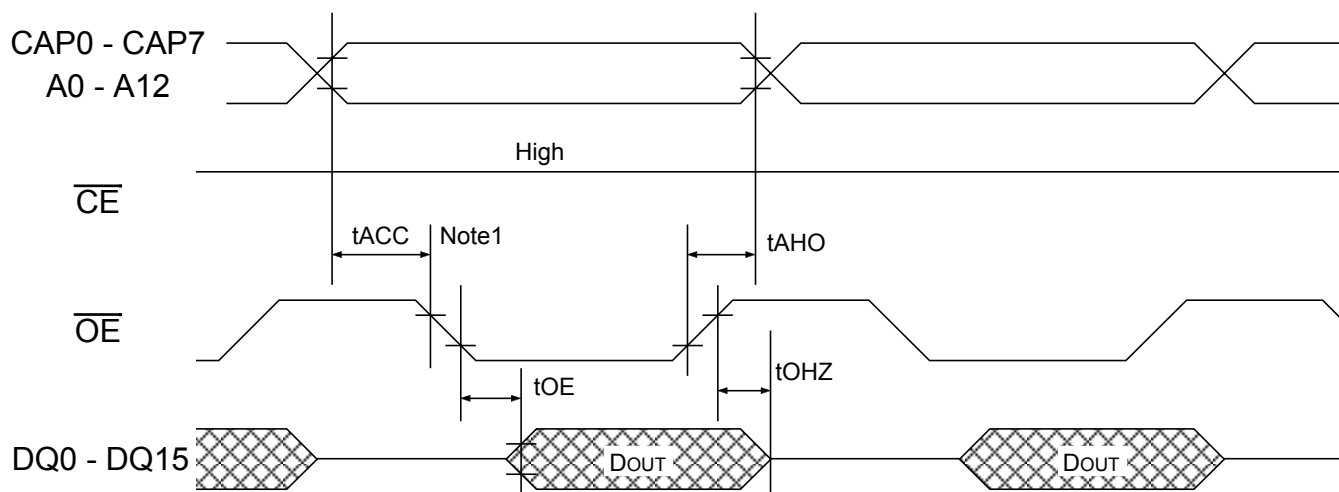 CAP0 - CAP7
A0 - A12
High
CE
tACC
Note1
tAHO
OE
tOE
tOHZ
DQ0 - DQ15
DOUT
DOUT